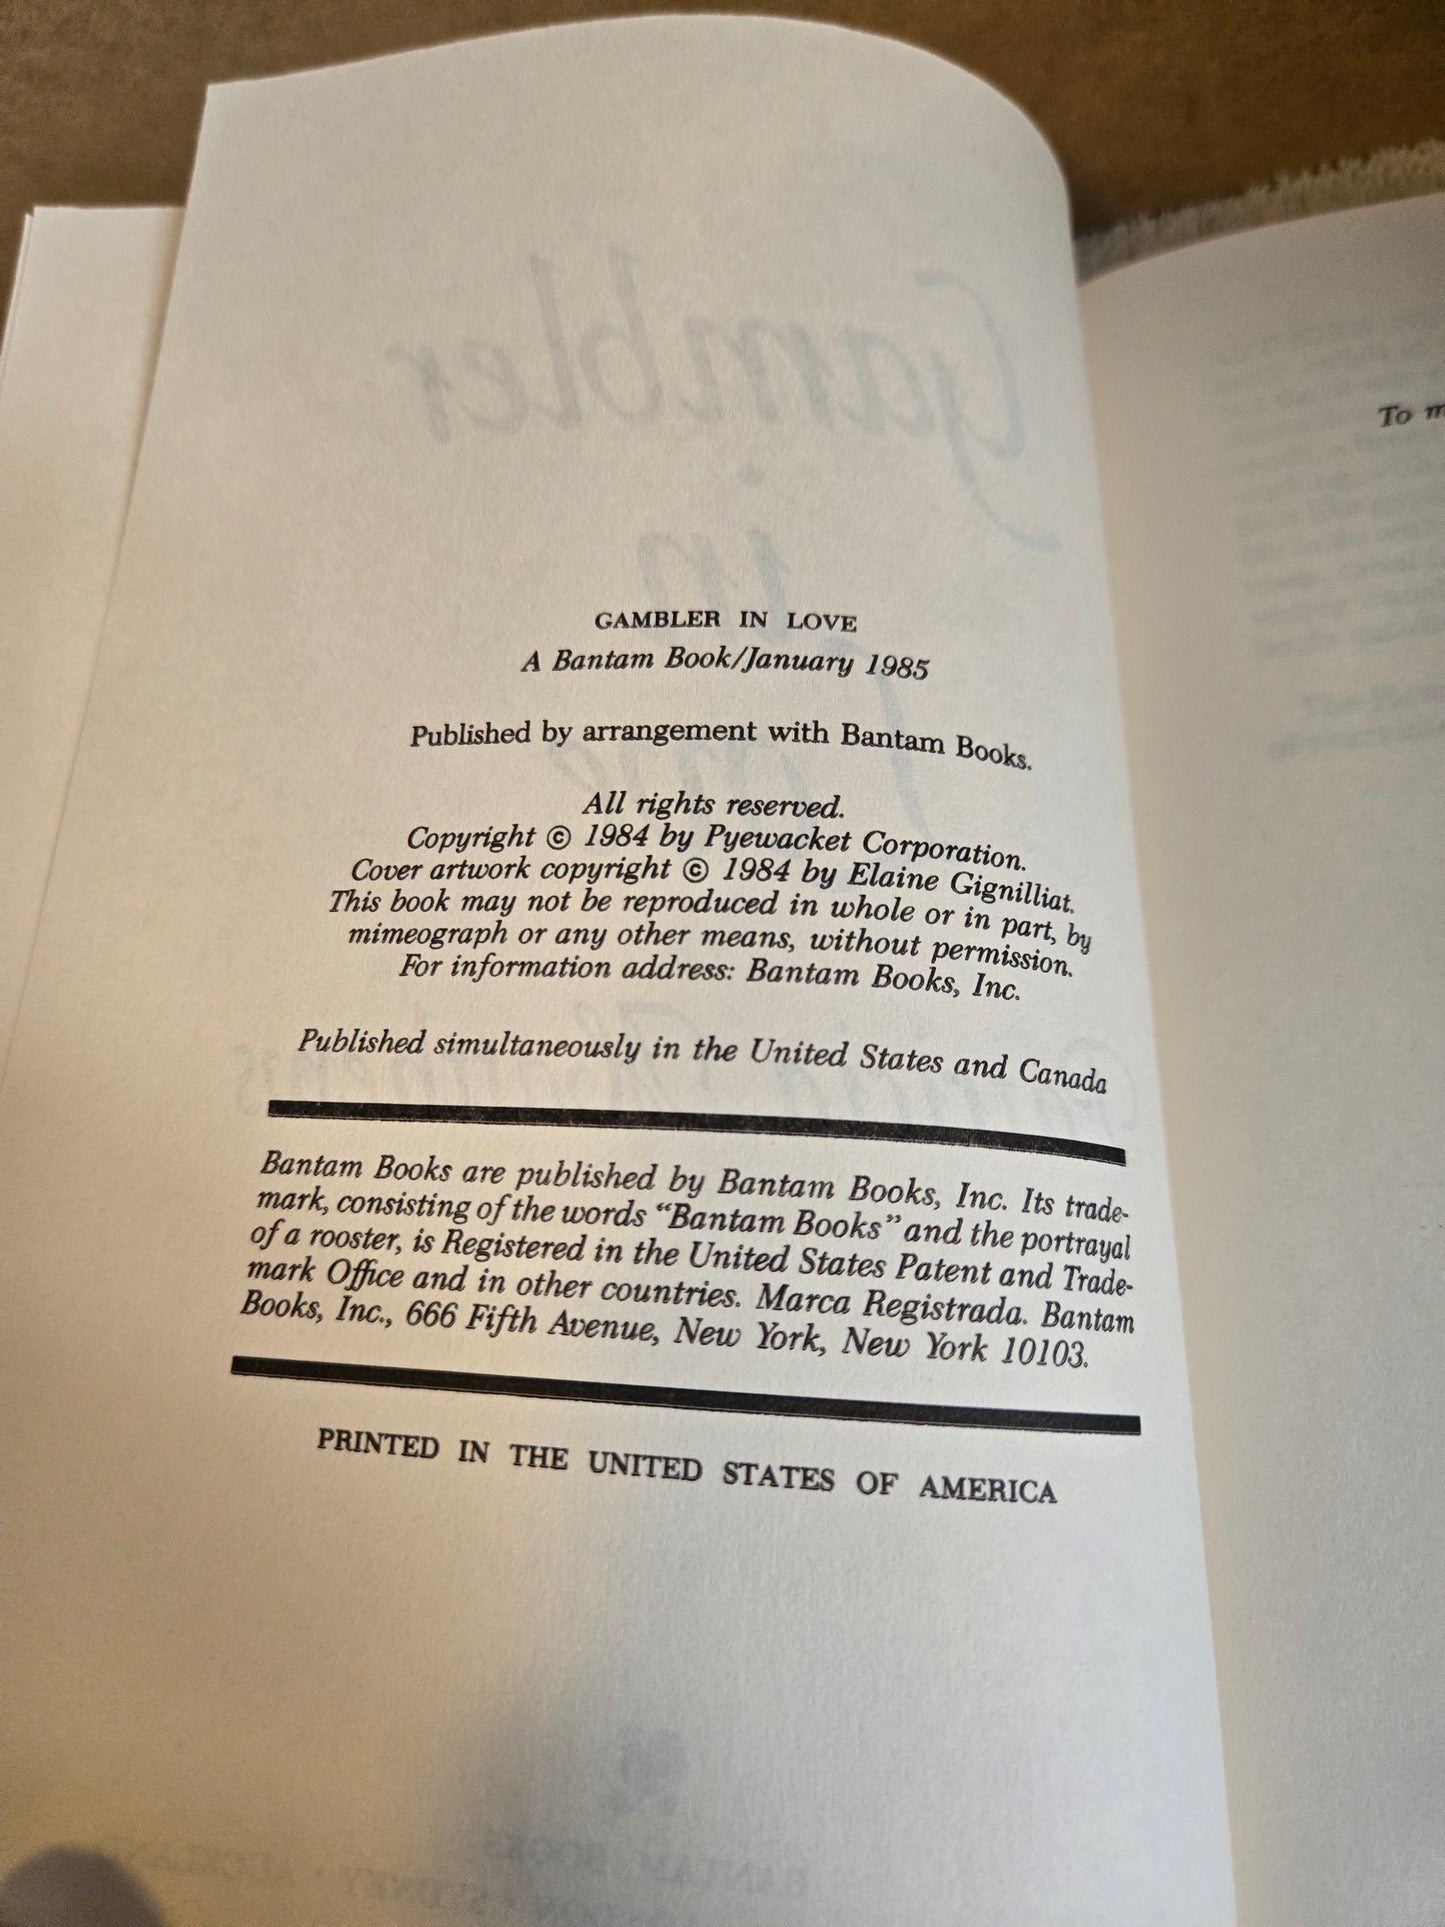 GAMBLER IN LOVE
A Bantam Book/January 1985
Published by arrangement with Bantam Books.
All rights reserved.
Copyright © 1984 by Pyewacket Corporation.
Cover artwork copyright © 1984 by Elaine Gignilliat.
This book may not be reproduced in whole or in part, by
mimeograph or any other means, without permission.
For information address: Bantam Books, Inc.
Published simultaneously in the United States and Canada
Bantam Books are published by Bantam Books, Inc. Its trade-
mark, consisting of the words “Bantam Books” and the portrayal
of a rooster, is Registered in the United States Patent and Trade-
mark Office and in other countries. Marca Registrada. Bantam
Books, Inc., 666 Fifth Avenue, New York, New York 10103.
PRINTED IN THE UNITED STATES OF AMERICA
To
Gambler
in